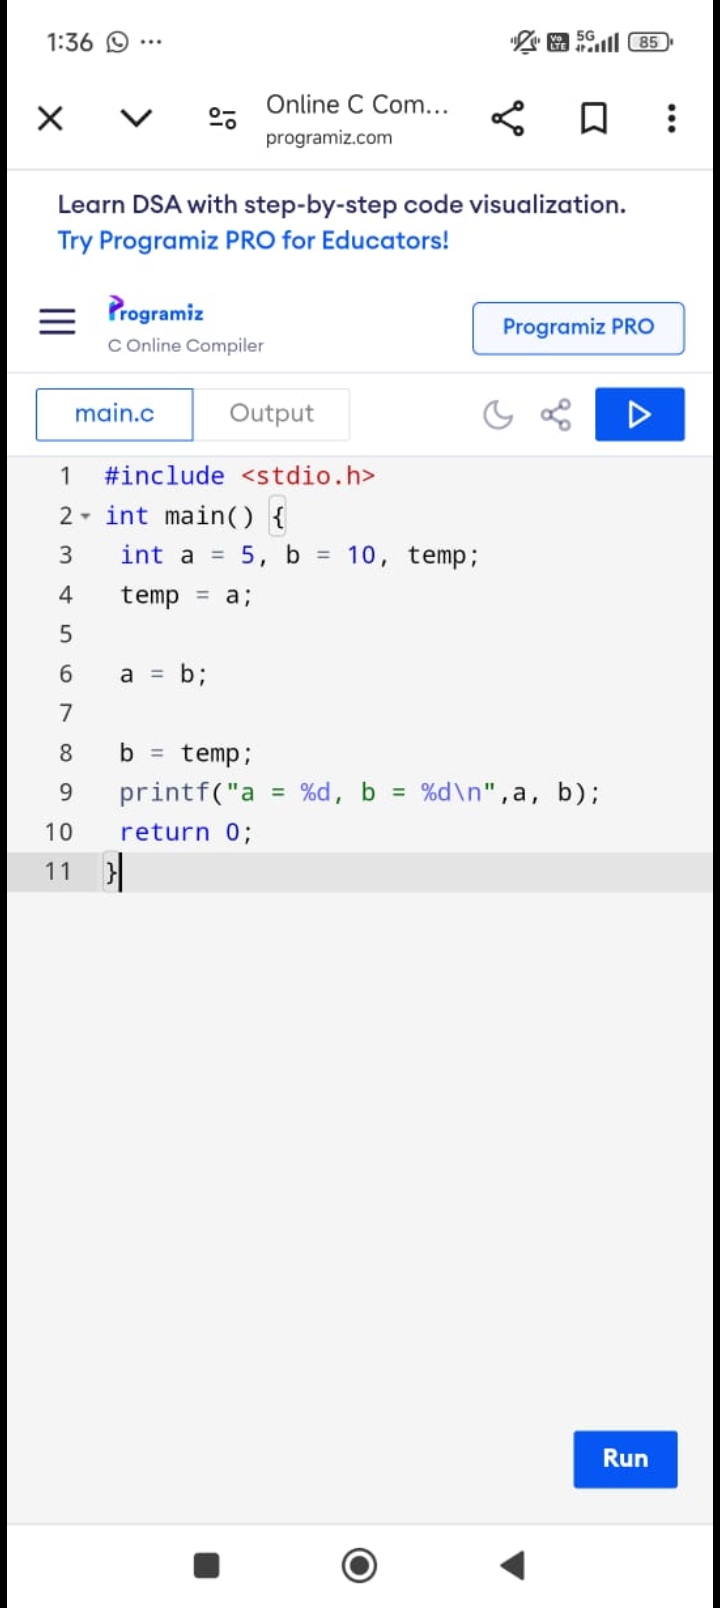 1:36 ...
Vo LTE 5G 85
Online C Com...
programiz.com
Learn DSA with step-by-step code visualization.
Try Programiz PRO for Educators!
Programiz
C Online Compiler
Programiz PRO
main.c Output
1 #include <stdio.h>
2 int main() {
3 int a = 5, b = 10, temp;
4 temp = a;
5
6 a = b;
7
8 b = temp;
9 printf("a = %d, b = %d\n",a, b);
10 return 0;
11 }
Run